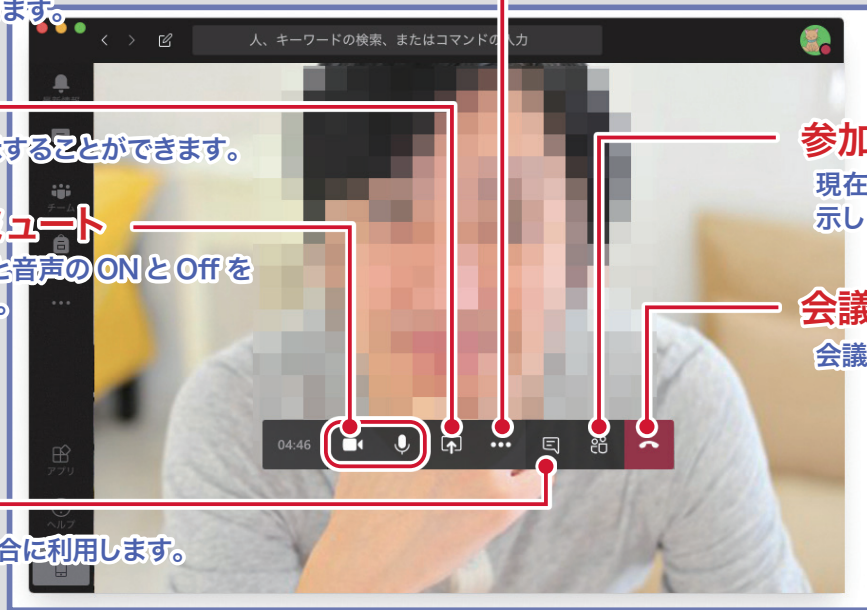 ます。
人、キーワードの検索、またはコマンドの入力
することができます。
チーム
ミュート
と音声の ON と Off を
。
参加
現在
示し
会議
会議
04:46
アプリ
ヘルプ
合に利用します。